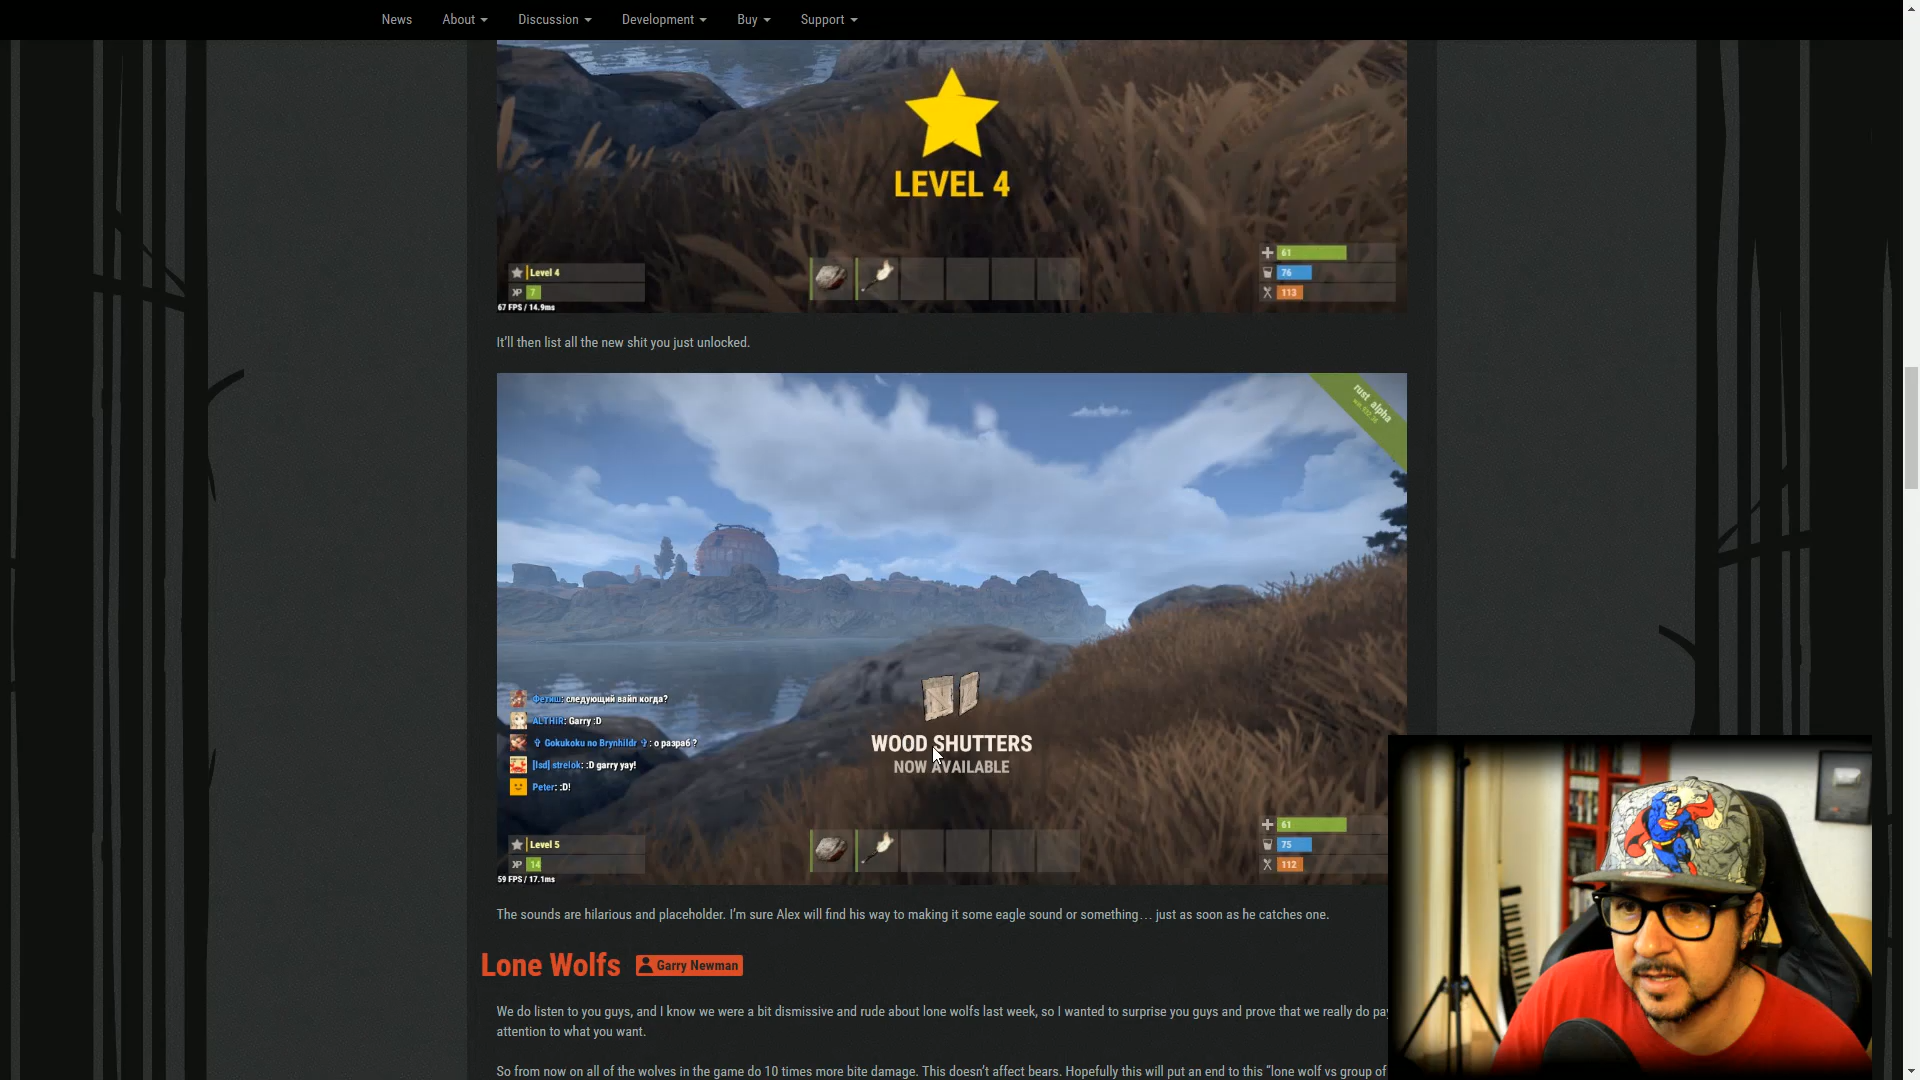 News About Discussion Development Buy Support
LEVEL 4
Level 4
XP 7
67 FPS / 14.9ms
61
76
113
It'll then list all the new shit you just unlocked.
rust alpha
Фетиш: следующий вайп когда?
ALTHiR: Garry :D
✞ Gokukoku no Brynhildr ✞: о разраб ?
[lsd] strelok: :D garry yay!
Peter: :D!
WOOD SHUTTERS
NOW AVAILABLE
Level 5
XP 14
59 FPS / 17.1ms
61
75
112
The sounds are hilarious and placeholder. I'm sure Alex will find his way to making it some eagle sound or something… just as soon as he catches one.
Lone Wolfs Garry Newman
We do listen to you guys, and I know we were a bit dismissive and rude about lone wolfs last week, so I wanted to surprise you guys and prove that we really do pay
attention to what you want.
So from now on all of the wolves in the game do 10 times more bite damage. This doesn't affect bears. Hopefully this will put an end to this "lone wolf vs group of